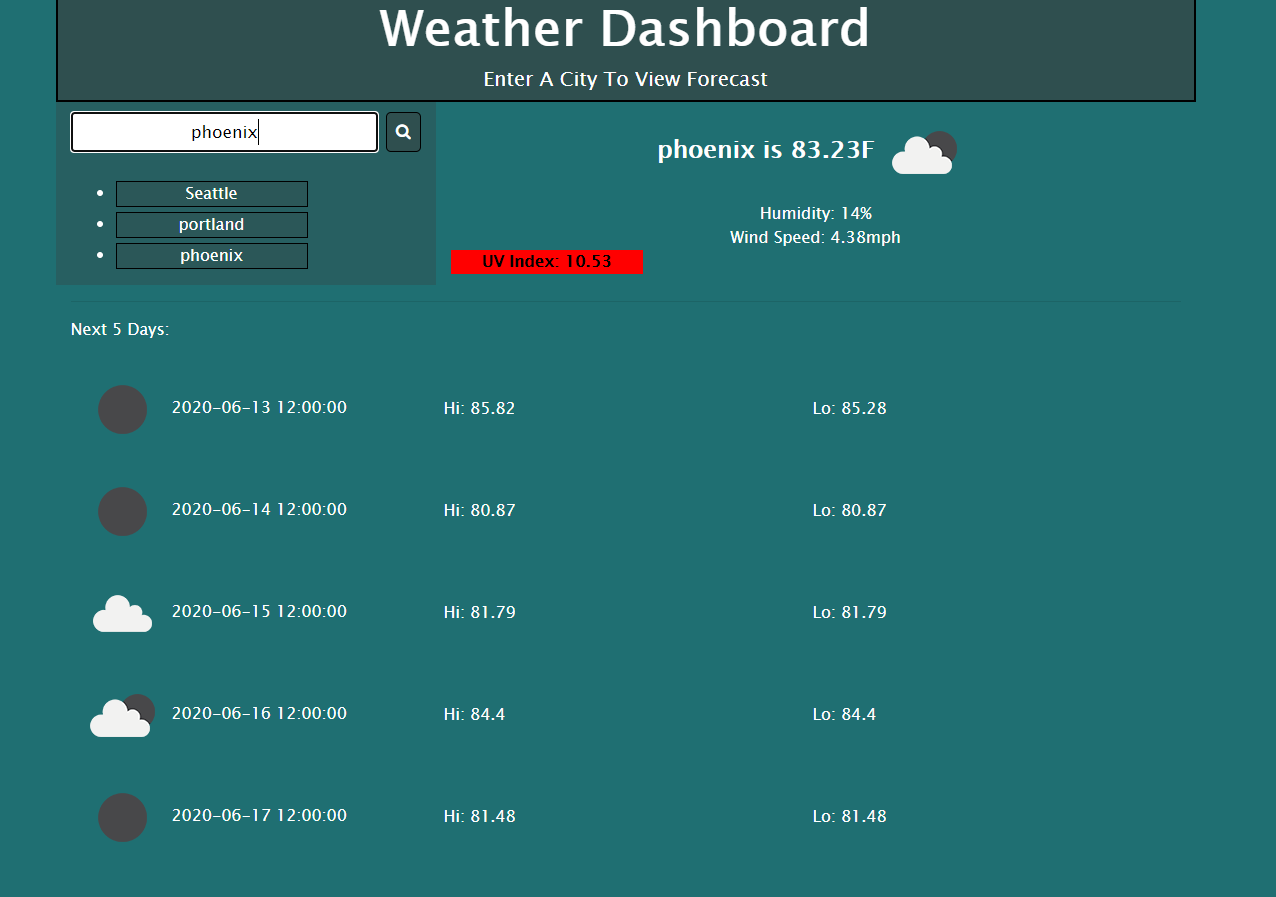 Weather Dashboard
Enter A City To View Forecast
phoenix
Seattle
portland
phoenix
phoenix is 83.23F
Humidity: 14%
Wind Speed: 4.38mph
UV Index: 10.53
Next 5 Days:
2020-06-13 12:00:00 Hi: 85.82 Lo: 85.28
2020-06-14 12:00:00 Hi: 80.87 Lo: 80.87
2020-06-15 12:00:00 Hi: 81.79 Lo: 81.79
2020-06-16 12:00:00 Hi: 84.4 Lo: 84.4
2020-06-17 12:00:00 Hi: 81.48 Lo: 81.48